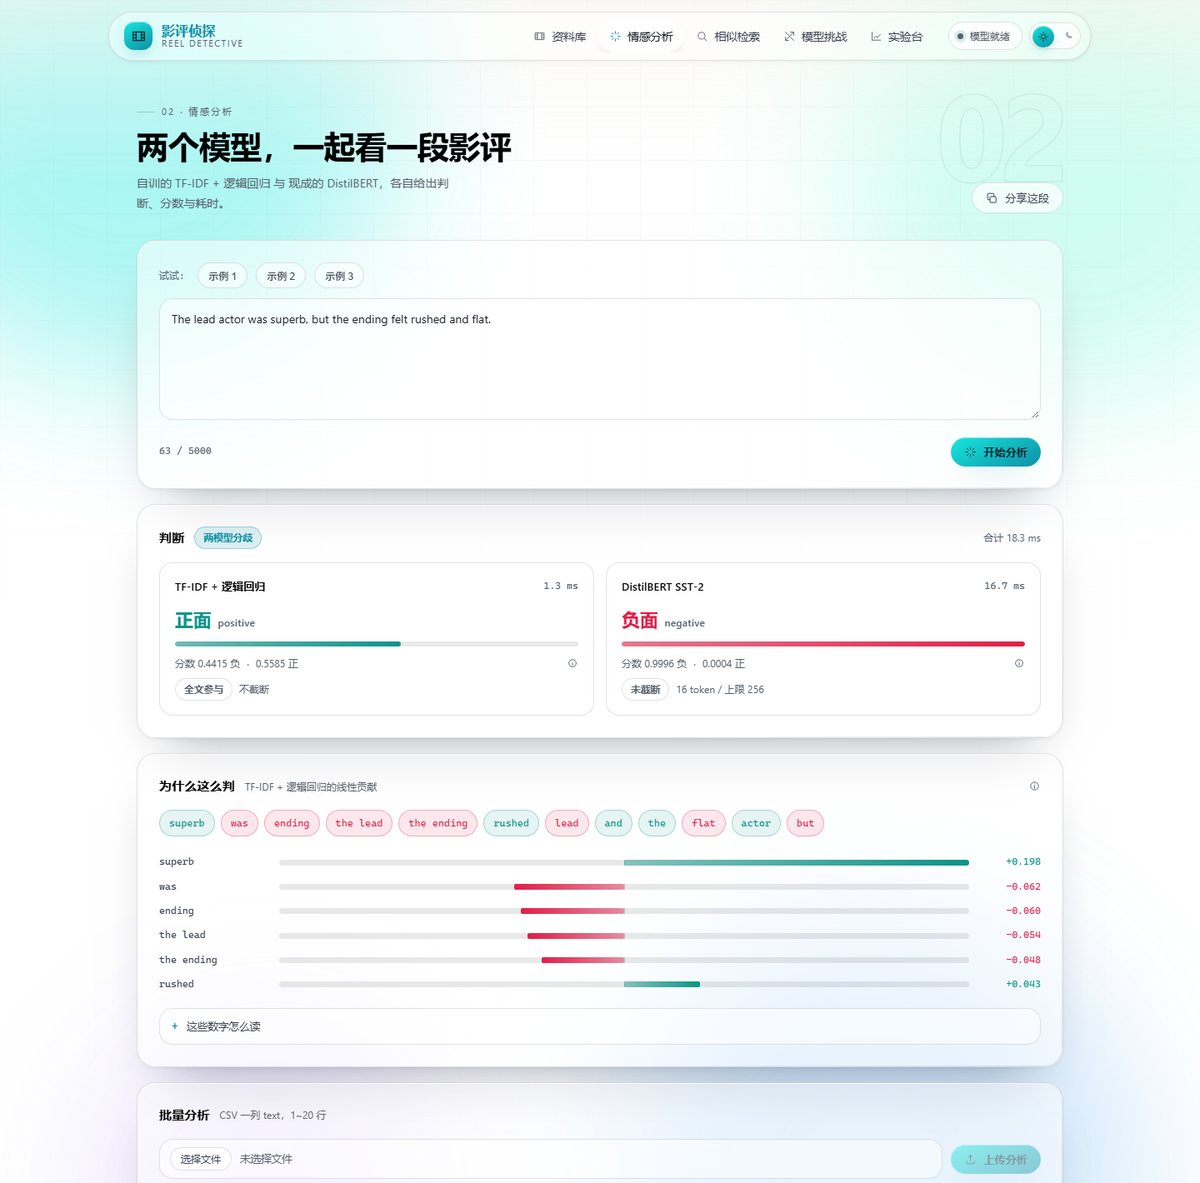 影评侦探
REEL DETECTIVE
资料库
情感分析
相似检索
模型挑战
实验台
模型就绪
02 · 情感分析
02
两个模型，一起看一段影评
自训的 TF-IDF + 逻辑回归 与 现成的 DistilBERT，各自给出判
断、分数与耗时。
分享这段
试试：
示例 1
示例 2
示例 3
The lead actor was superb, but the ending felt rushed and flat.
63 / 5000
开始分析
判断
两模型分歧
合计 18.3 ms
TF-IDF + 逻辑回归
1.3 ms
正面 positive
分数 0.4415 负 · 0.5585 正
全文参与
不截断
DistilBERT SST-2
16.7 ms
负面 negative
分数 0.9996 负 · 0.0004 正
未截断
16 token / 上限 256
为什么这么判
TF-IDF + 逻辑回归的线性贡献
superb
was
ending
the lead
the ending
rushed
lead
and
the
flat
actor
but
superb +0.198
was −0.062
ending −0.060
the lead −0.054
the ending −0.048
rushed +0.043
+ 这些数字怎么读
批量分析
CSV 一列 text，1~20 行
选择文件
未选择文件
上传分析